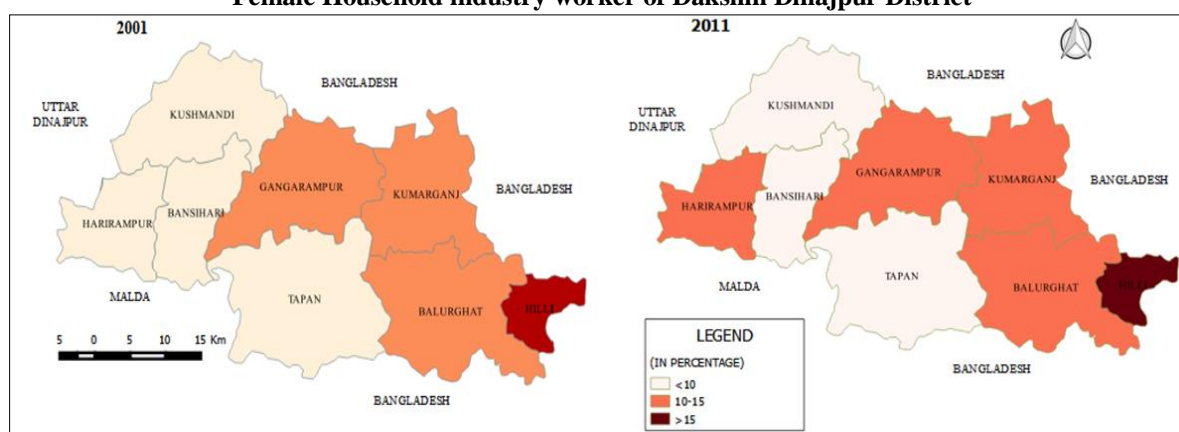 Female Household industry worker of Dakshin Dinajpur District
2001
BANGLADESH
UTTAR
DINAJPUR
KUSHMANDI
GANGARAMPUR
KUMARGANJ
BANGLADESH
HARIRAMPUR
BANSIHARI
MALDA
TAPAN
BALURGHAT
HILLI
5 0 5 10 15 Km
BANGLADESH
2011
BANGLADESH
UTTAR
DINAJPUR
KUSHMANDI
GANGARAMPUR
KUMARGANJ
BANGLADESH
HARIRAMPUR
BANSIHARI
MALDA
TAPAN
BALURGHAT
HILLI
LEGEND
(IN PERCENTAGE)
<10
10-15
>15
BANGLADESH